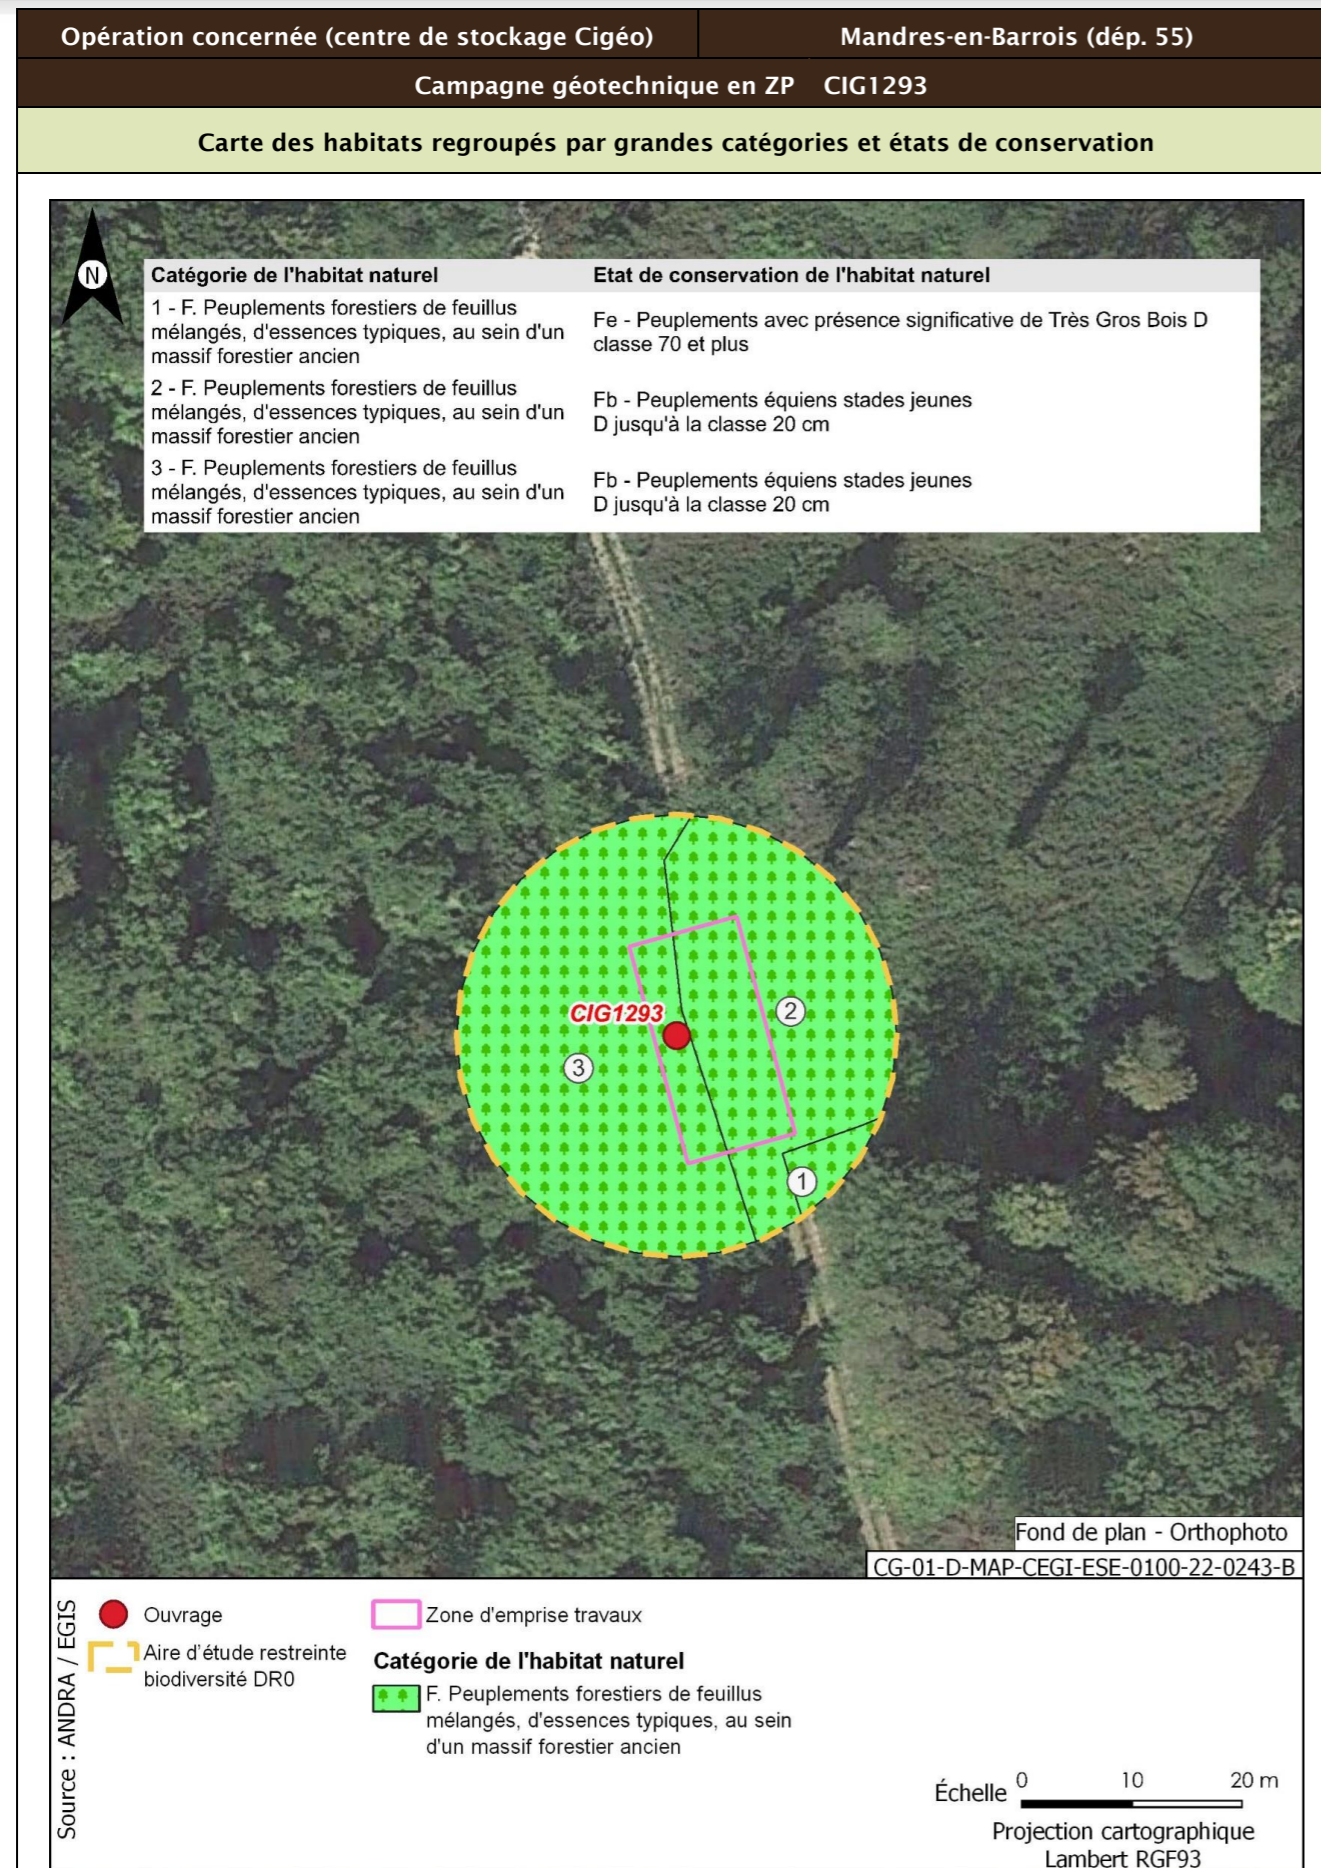 Opération concernée (centre de stockage Cigéo)
Mandres-en-Barrois (dép. 55)
Campagne géotechnique en ZP CIG1293
Carte des habitats regroupés par grandes catégories et états de conservation
N
Catégorie de l'habitat naturel
Etat de conservation de l'habitat naturel
1 - F. Peuplements forestiers de feuillus
mélangés, d'essences typiques, au sein d'un
massif forestier ancien
Fe - Peuplements avec présence significative de Très Gros Bois D
classe 70 et plus
2 - F. Peuplements forestiers de feuillus
mélangés, d'essences typiques, au sein d'un
massif forestier ancien
Fb - Peuplements équiens stades jeunes
D jusqu'à la classe 20 cm
3 - F. Peuplements forestiers de feuillus
mélangés, d'essences typiques, au sein d'un
massif forestier ancien
Fb - Peuplements équiens stades jeunes
D jusqu'à la classe 20 cm
CIG1293
2
3
1
Fond de plan - Orthophoto
CG-01-D-MAP-CEGI-ESE-0100-22-0243-B
Source : ANDRA / EGIS
Ouvrage
Aire d'étude restreinte
biodiversité DR0
Zone d'emprise travaux
Catégorie de l'habitat naturel
F. Peuplements forestiers de feuillus
mélangés, d'essences typiques, au sein
d'un massif forestier ancien
Échelle 0 10 20 m
Projection cartographique
Lambert RGF93